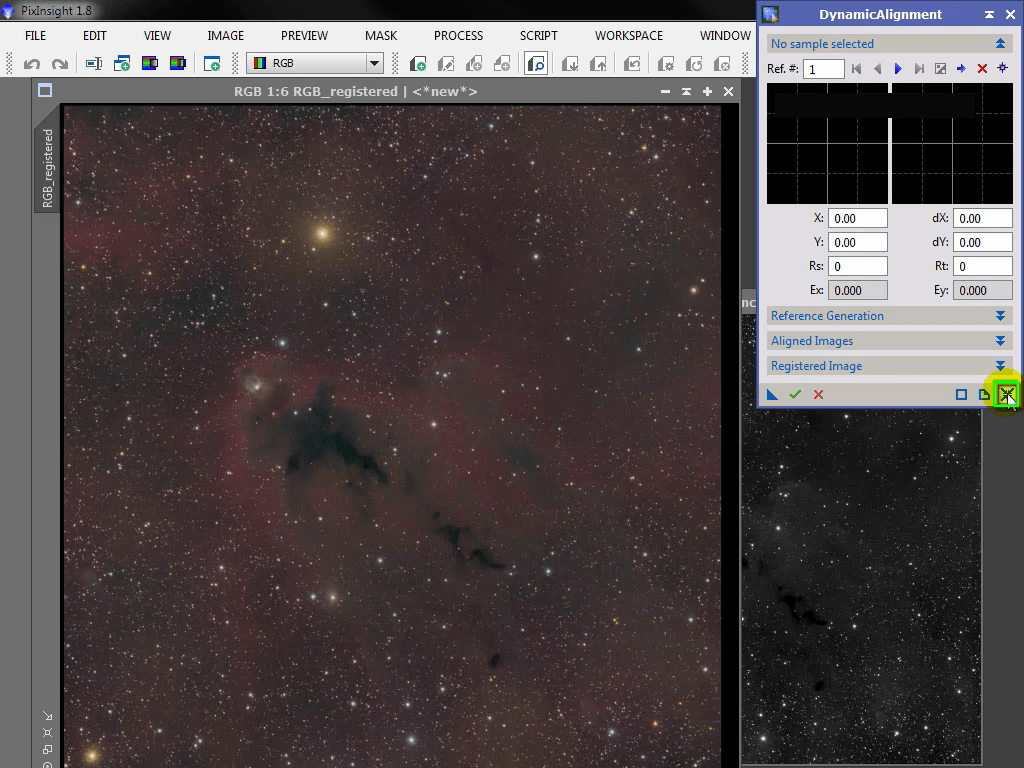 PixInsight 1.8
FILE EDIT VIEW IMAGE PREVIEW MASK PROCESS SCRIPT WORKSPACE WINDOW
RGB
RGB 1:6 RGB_registered | <*new*>
RGB_registered
DynamicAlignment
No sample selected
Ref. #: 1
X: 0.00 dX: 0.00
Y: 0.00 dY: 0.00
Rs: 0 Rt: 0
Ex: 0.000 Ey: 0.000
Reference Generation
Aligned Images
Registered Image